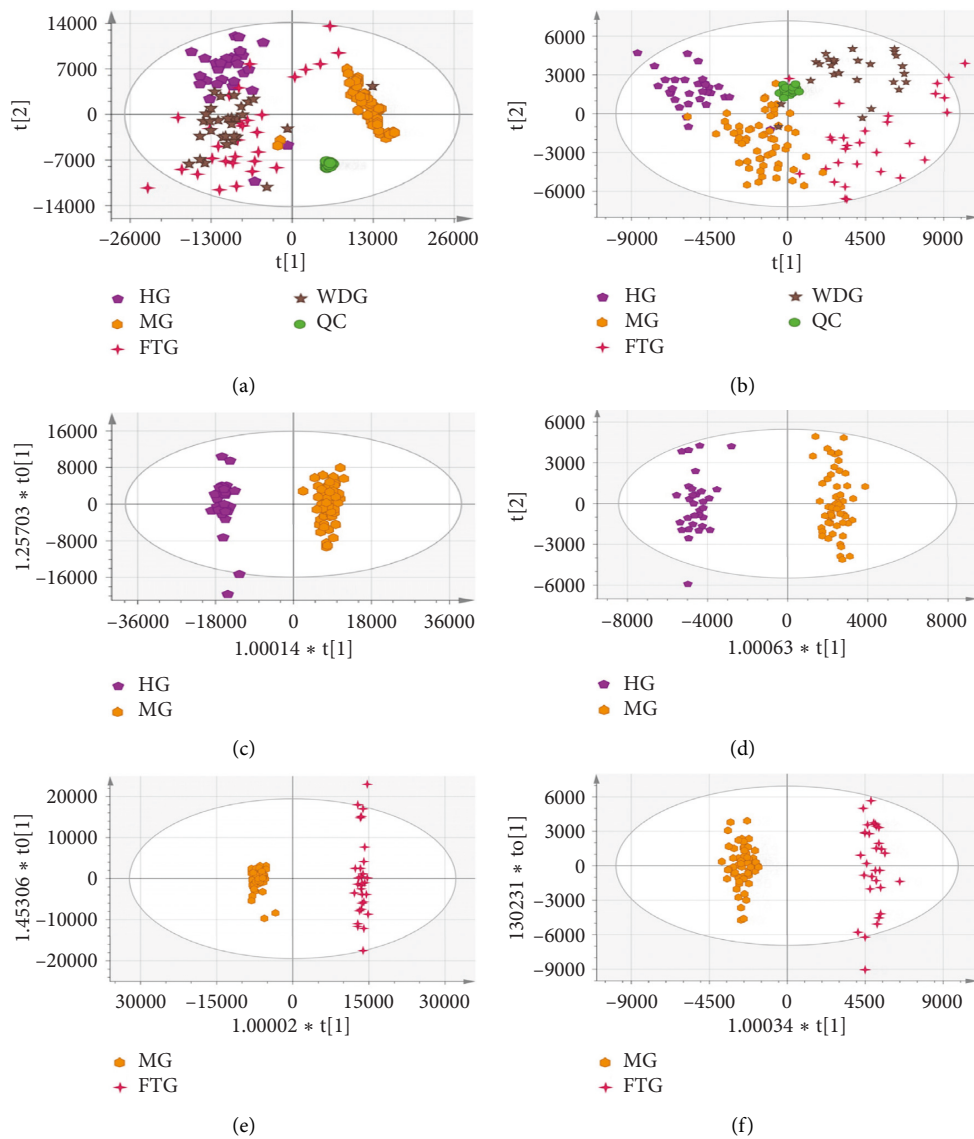 14000
7000
0
−7000
−14000
t[2]
−26000 −13000 0 13000 26000
t[1]
HG WDG
MG QC
FTG
(a)
6000
3000
0
−3000
−6000
t[2]
−9000 −4500 0 4500 9000
t[1]
HG WDG
MG QC
FTG
(b)
16000
8000
0
−8000
−16000
1.25703 * t0[1]
−36000 −18000 0 18000 36000
1.00014 * t[1]
HG
MG
(c)
6000
3000
0
−3000
−6000
t[2]
−8000 −4000 0 4000 8000
1.00063 * t[1]
HG
MG
(d)
20000
10000
0
−10000
−20000
1.45306 * t0[1]
30000 −15000 0 15000 30000
1.00002 * t[1]
MG
FTG
(e)
6000
3000
0
−3000
−6000
−9000
130231 * to[1]
−9000 −4500 0 4500 9000
1.00034 * t[1]
MG
FTG
(f)